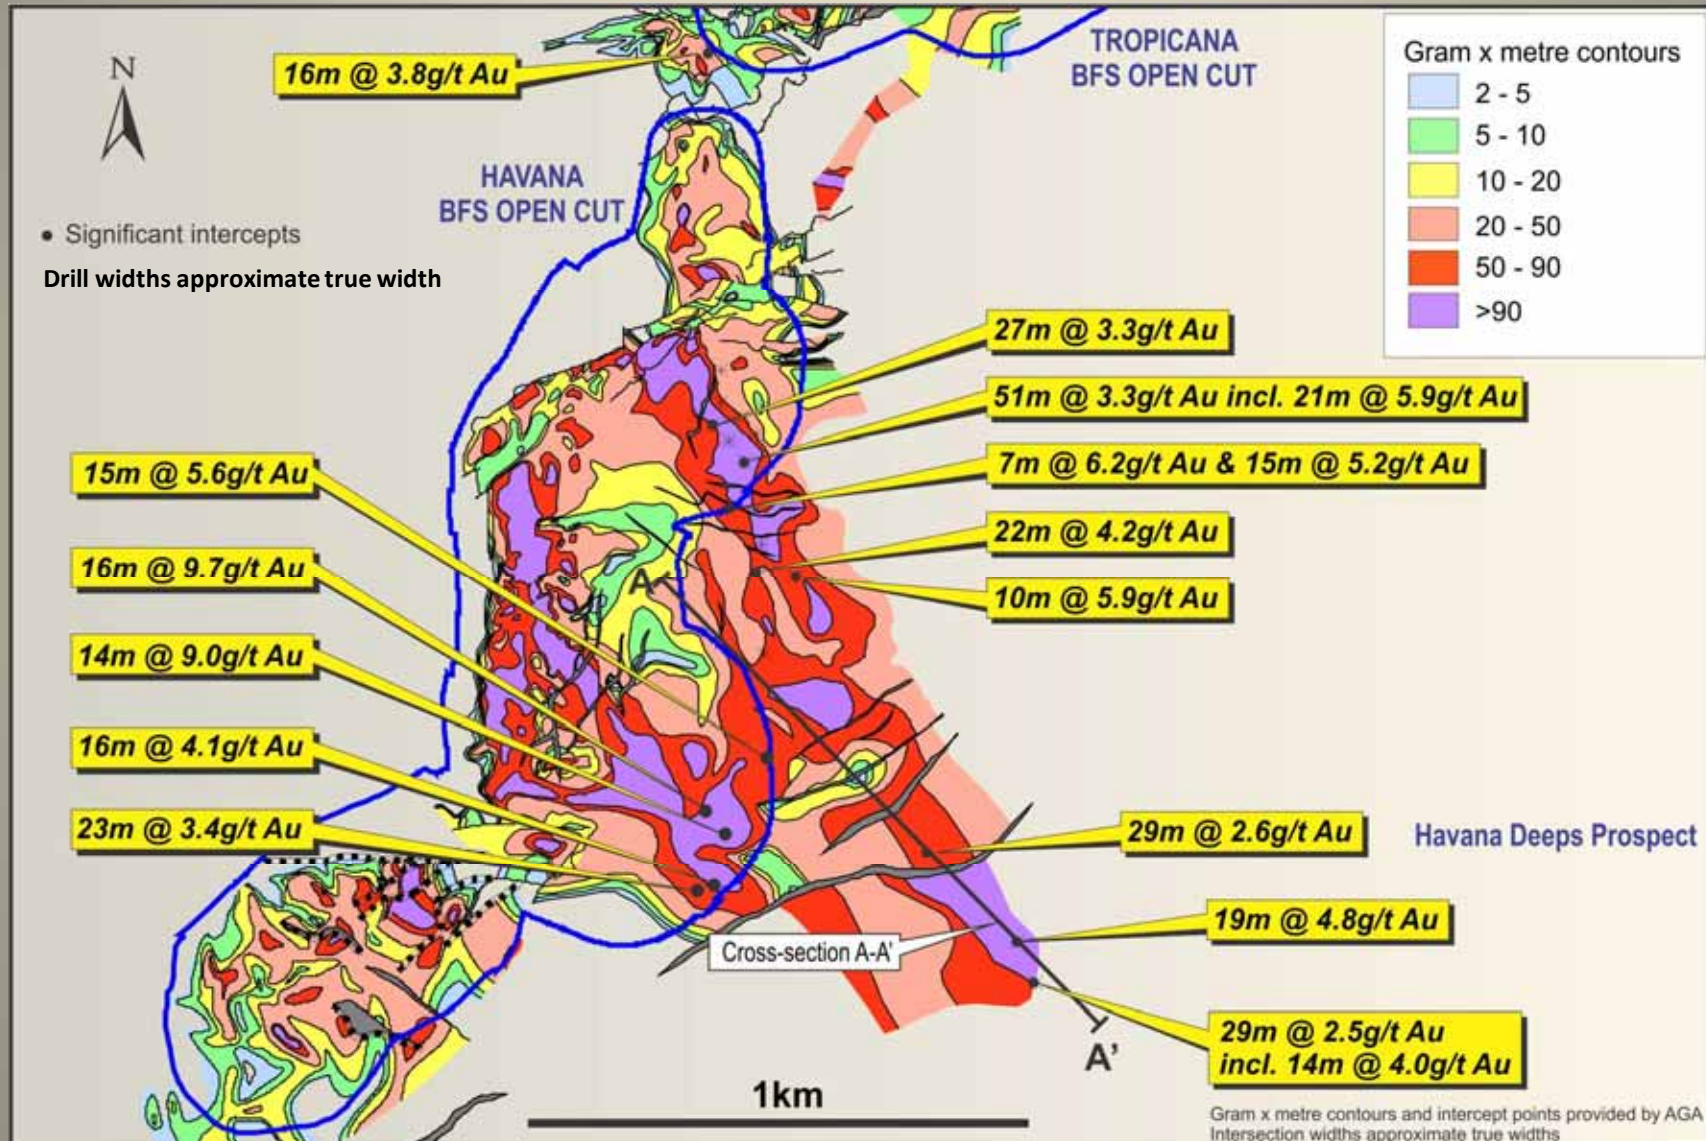 TROPICANA
BFS OPEN CUT
Gram x metre contours
2 - 5
5 - 10
10 - 20
20 - 50
50 - 90
>90
N
16m @ 3.8g/t Au
HAVANA
BFS OPEN CUT
Significant intercepts
Drill widths approximate true width
27m @ 3.3g/t Au
51m @ 3.3g/t Au incl. 21m @ 5.9g/t Au
7m @ 6.2g/t Au & 15m @ 5.2g/t Au
22m @ 4.2g/t Au
10m @ 5.9g/t Au
15m @ 5.6g/t Au
16m @ 9.7g/t Au
14m @ 9.0g/t Au
16m @ 4.1g/t Au
23m @ 3.4g/t Au
A
29m @ 2.6g/t Au
Havana Deeps Prospect
19m @ 4.8g/t Au
Cross-section A-A'
29m @ 2.5g/t Au
incl. 14m @ 4.0g/t Au
A'
1km
Gram x metre contours and intercept points provided by AGA
Intersection widths approximate true widths